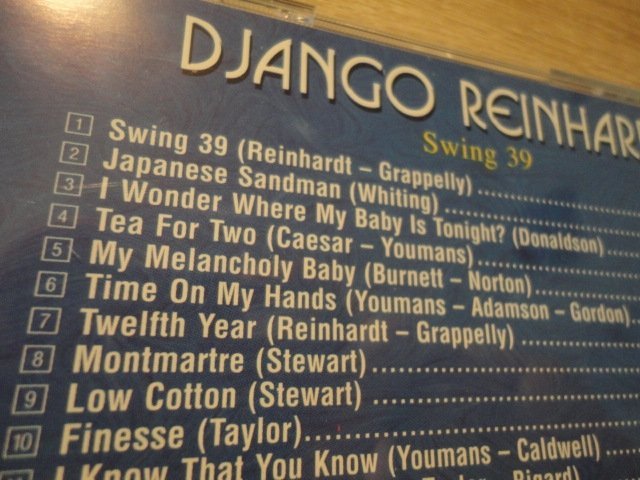 DJANGO REINHAR
Swing 39
1 Swing 39 (Reinhardt – Grappelly)
2 Japanese Sandman (Whiting)
3 I Wonder Where My Baby Is Tonight? (Donaldson)
4 Tea For Two (Caesar – Youmans)
5 My Melancholy Baby (Burnett – Norton)
6 Time On My Hands (Youmans – Adamson – Gordon)
7 Twelfth Year (Reinhardt – Grappelly)
8 Montmartre (Stewart)
9 Low Cotton (Stewart)
10 Finesse (Taylor)
I Know That You Know (Youmans – Caldwell)